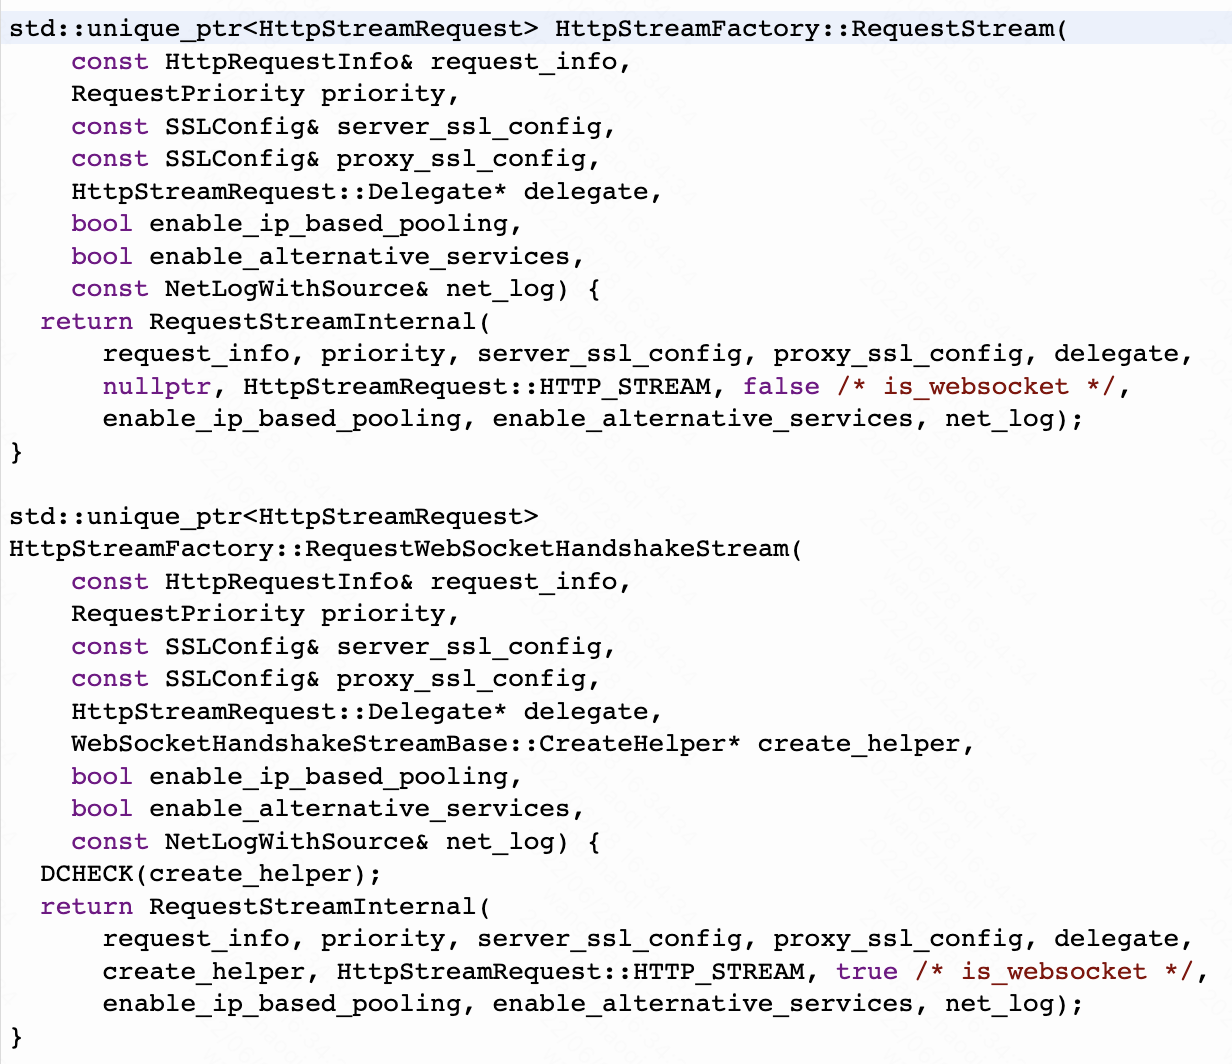 std::unique_ptr<HttpStreamRequest> HttpStreamFactory::RequestStream(
    const HttpRequestInfo& request_info,
    RequestPriority priority,
    const SSLConfig& server_ssl_config,
    const SSLConfig& proxy_ssl_config,
    HttpStreamRequest::Delegate* delegate,
    bool enable_ip_based_pooling,
    bool enable_alternative_services,
    const NetLogWithSource& net_log) {
  return RequestStreamInternal(
      request_info, priority, server_ssl_config, proxy_ssl_config, delegate,
      nullptr, HttpStreamRequest::HTTP_STREAM, false /* is_websocket */,
      enable_ip_based_pooling, enable_alternative_services, net_log);
}

std::unique_ptr<HttpStreamRequest>
HttpStreamFactory::RequestWebSocketHandshakeStream(
    const HttpRequestInfo& request_info,
    RequestPriority priority,
    const SSLConfig& server_ssl_config,
    const SSLConfig& proxy_ssl_config,
    HttpStreamRequest::Delegate* delegate,
    WebSocketHandshakeStreamBase::CreateHelper* create_helper,
    bool enable_ip_based_pooling,
    bool enable_alternative_services,
    const NetLogWithSource& net_log) {
  DCHECK(create_helper);
  return RequestStreamInternal(
      request_info, priority, server_ssl_config, proxy_ssl_config, delegate,
      create_helper, HttpStreamRequest::HTTP_STREAM, true /* is_websocket */,
      enable_ip_based_pooling, enable_alternative_services, net_log);
}